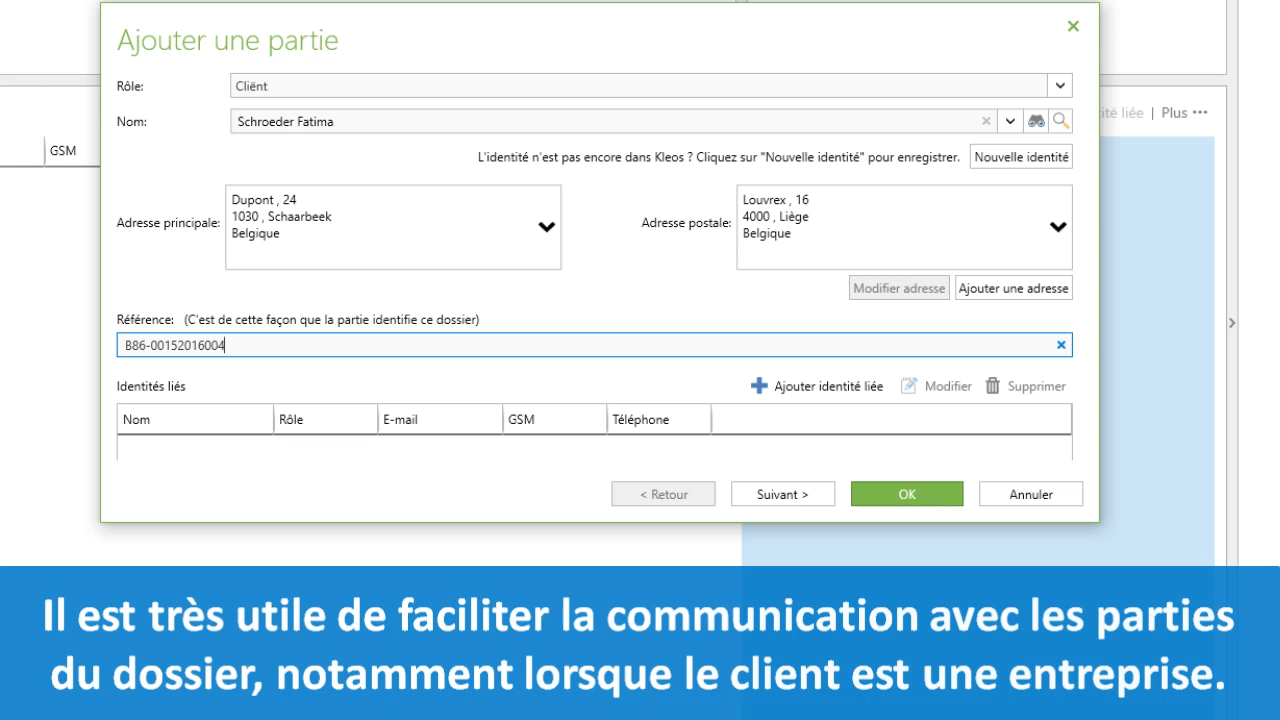 Ajouter une partie
Rôle:
Cliënt
Nom:
Schroeder Fatima
ité liée | Plus
GSM
L'identité n'est pas encore dans Kleos ? Cliquez sur "Nouvelle identité" pour enregistrer.
Nouvelle identité
Adresse principale:
Dupont , 24
1030 , Schaarbeek
Belgique
Adresse postale:
Louvrex , 16
4000 , Liège
Belgique
Modifier adresse
Ajouter une adresse
Référence: (C'est de cette façon que la partie identifie ce dossier)
B86-00152016004
Identités liés
Ajouter identité liée
Modifier
Supprimer
Nom
Rôle
E-mail
GSM
Téléphone
< Retour
Suivant >
OK
Annuler
Il est très utile de faciliter la communication avec les parties
du dossier, notamment lorsque le client est une entreprise.